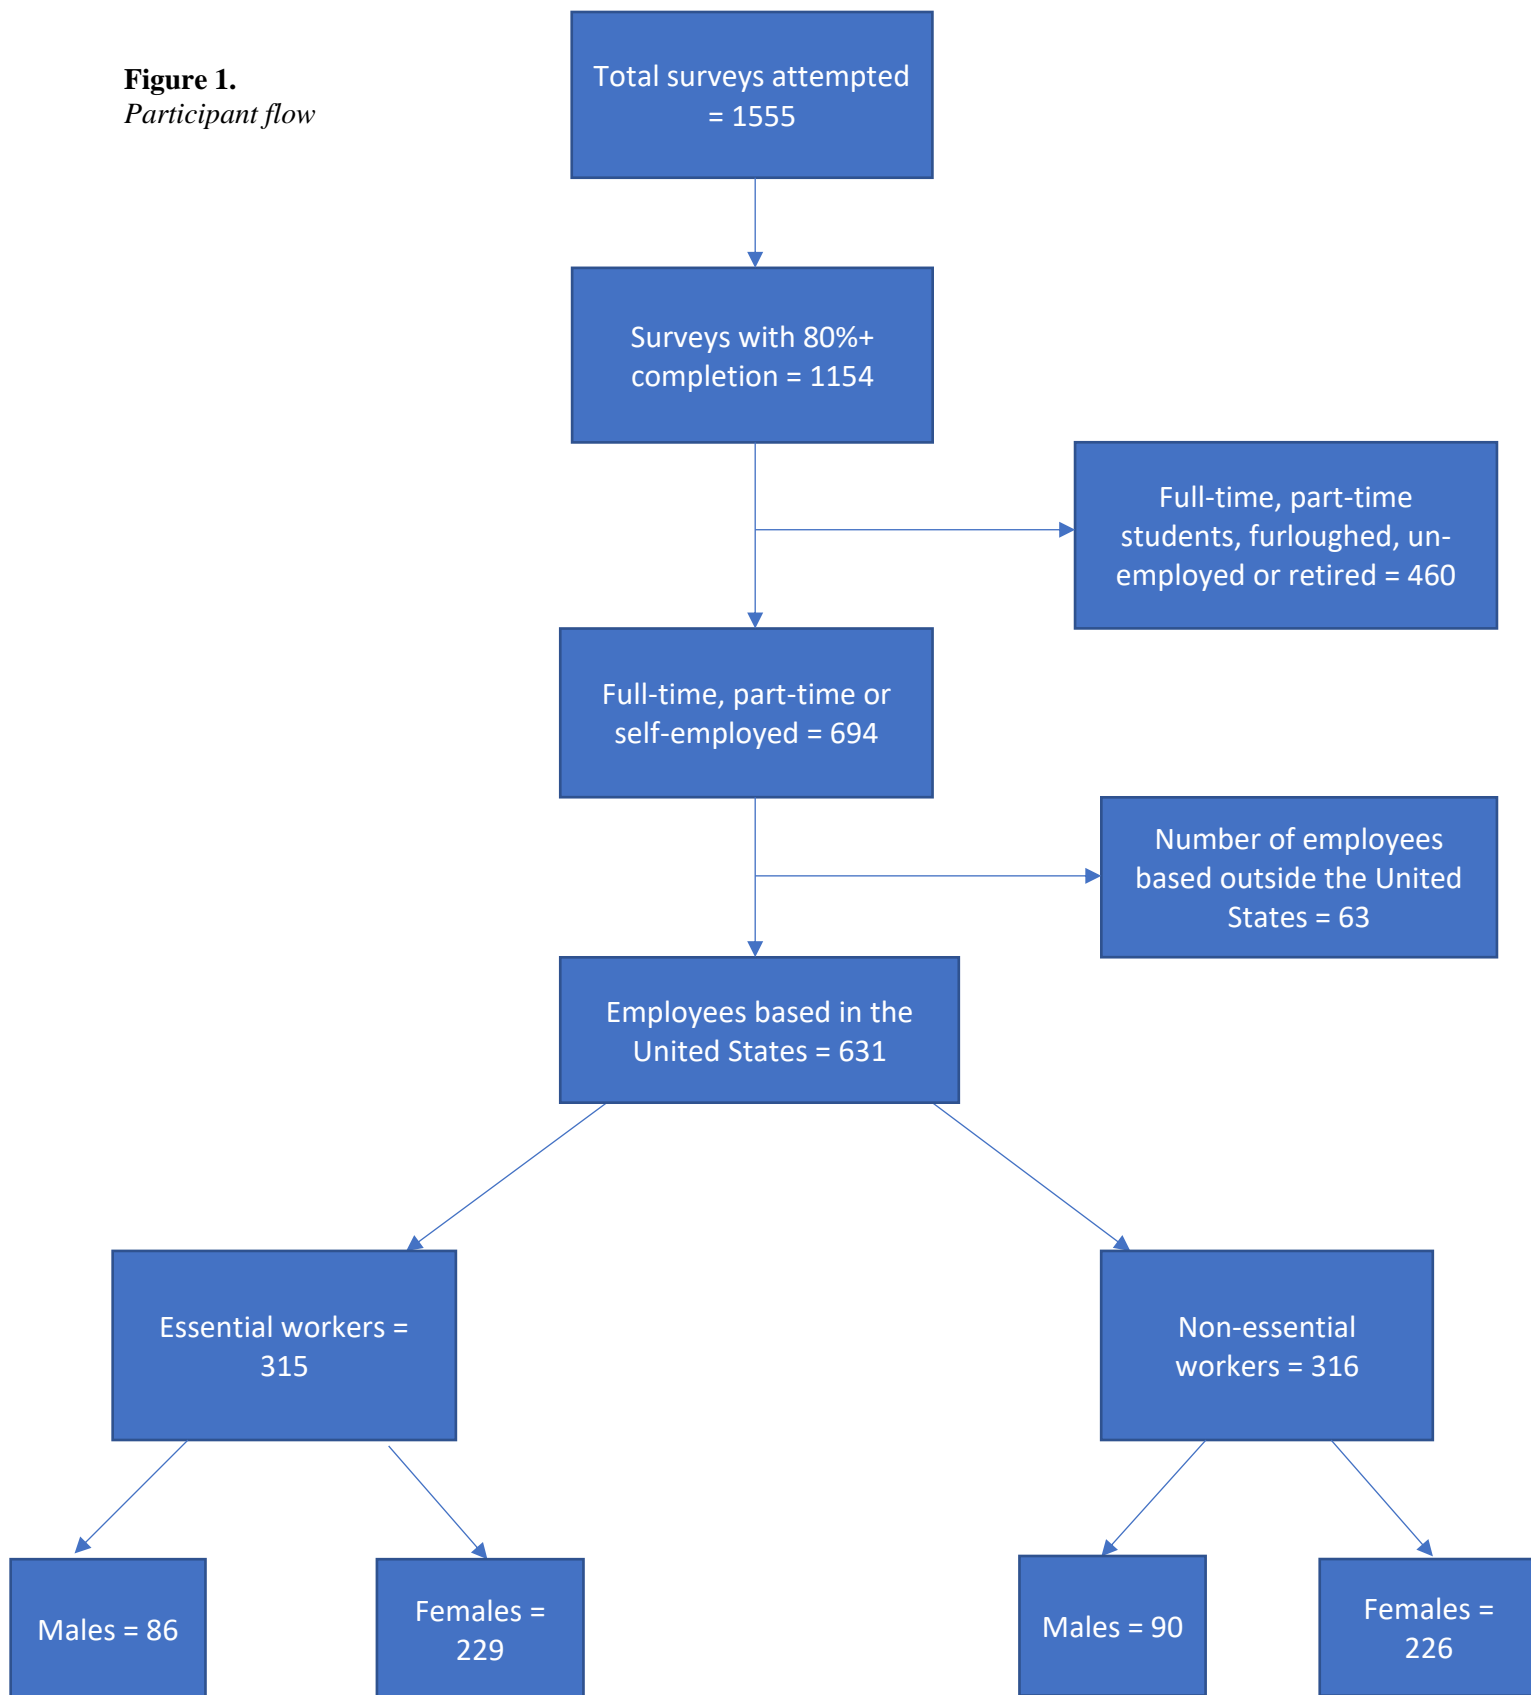 Figure 1.
Participant flow
Total surveys attempted
= 1555
Surveys with 80%+
completion = 1154
Full-time, part-time
students, furloughed, un-
employed or retired = 460
Full-time, part-time or
self-employed = 694
Number of employees
based outside the United
States = 63
Employees based in the
United States = 631
Essential workers =
315
Non-essential
workers = 316
Males = 86
Females =
229
Males = 90
Females =
226